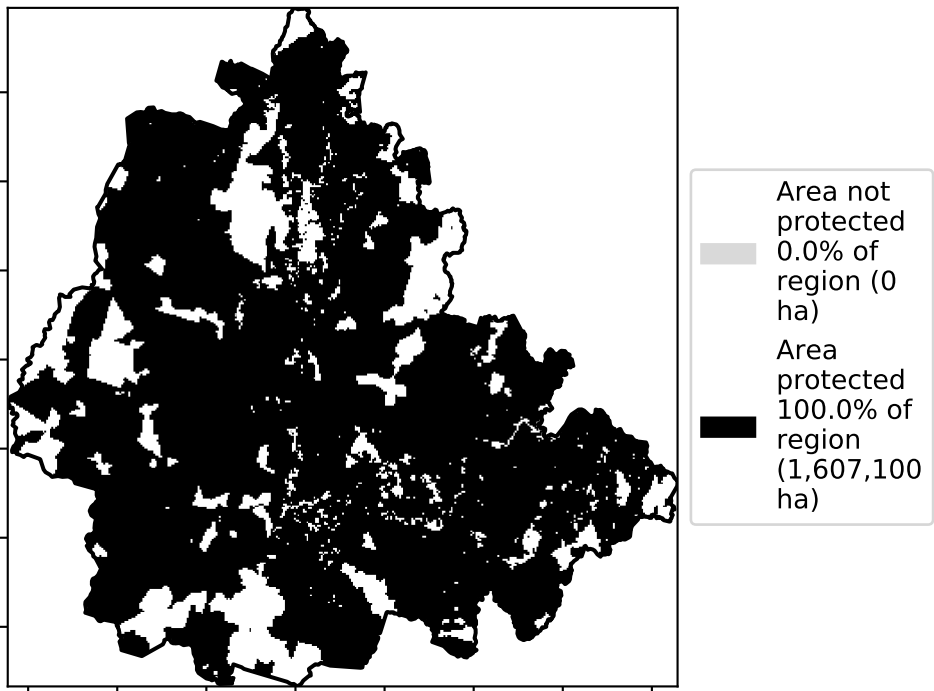 Area not
protected
0.0% of
region (0
ha)
Area
protected
100.0% of
region
(1,607,100
ha)